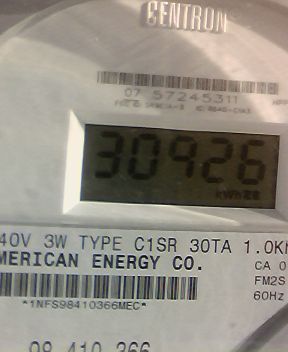 CENTRON
07 57245311
30926
kWh
40V 3W TYPE C1SR 30TA 1.0K
MERICAN ENERGY CO.
CA 0
FM2S
*1NFS98410366MEC*
60Hz
98 410 366